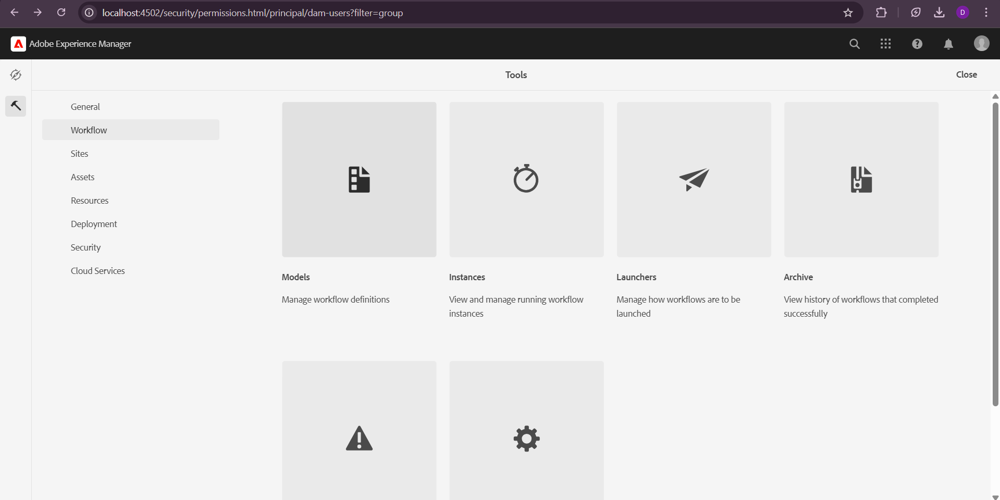 localhost:4502/security/permissions.html/principal/dam-users?filter=group
D
Adobe Experience Manager
Tools
Close
General
Workflow
Sites
Assets
Resources
Deployment
Security
Cloud Services
Models
Manage workflow definitions
Instances
View and manage running workflow
instances
Launchers
Manage how workflows are to be
launched
Archive
View history of workflows that completed
successfully